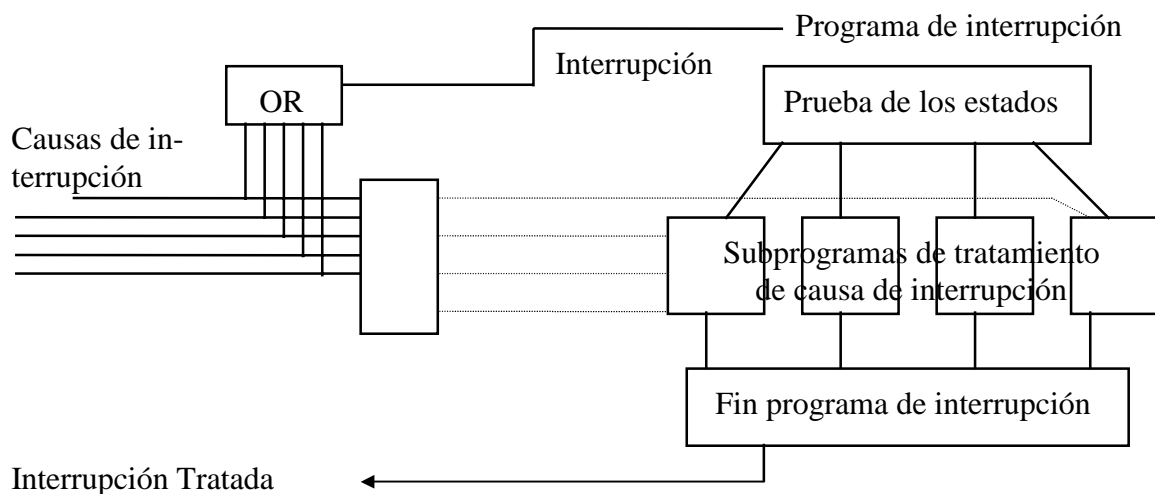 Programa de interrupción
Interrupción
OR
Prueba de los estados
Causas de in-
terrupción
Subprogramas de tratamiento
de causa de interrupción
Fin programa de interrupción
Interrupción Tratada